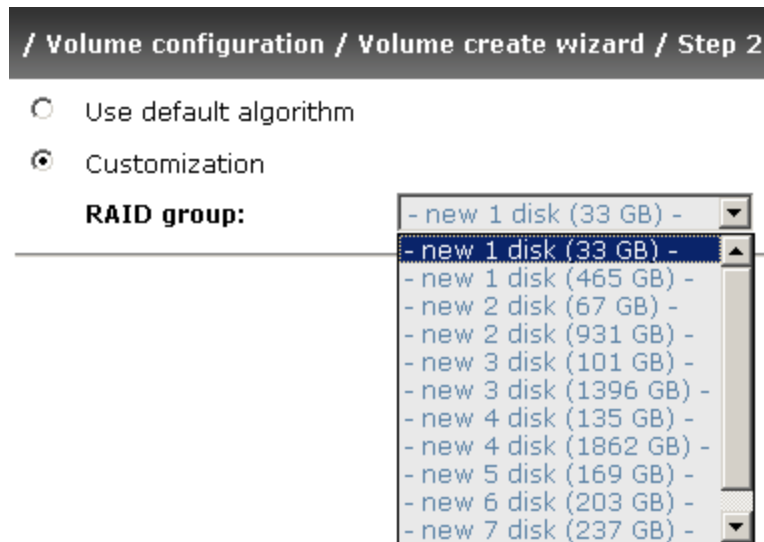 / Volume configuration / Volume create wizard / Step 2
Use default algorithm
Customization
RAID group: - new 1 disk (33 GB) -
- new 1 disk (33 GB) -
- new 1 disk (465 GB) -
- new 2 disk (67 GB) -
- new 2 disk (931 GB) -
- new 3 disk (101 GB) -
- new 3 disk (1396 GB) -
- new 4 disk (135 GB) -
- new 4 disk (1862 GB) -
- new 5 disk (169 GB) -
- new 6 disk (203 GB) -
- new 7 disk (237 GB) -